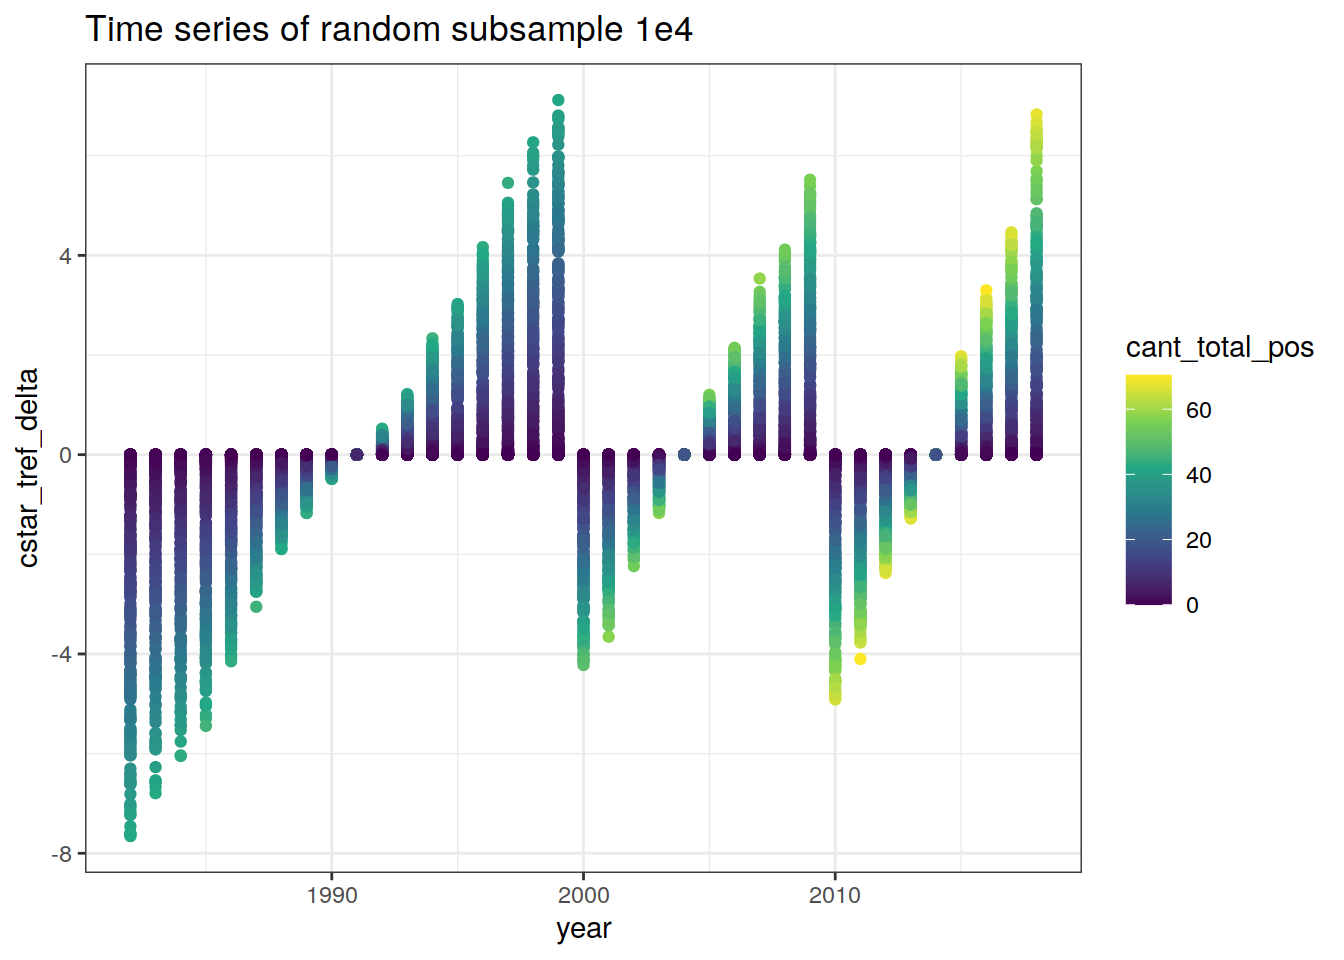 Time series of random subsample 1e4
cstar_tref_delta
4
0
-4
-8
1990 2000 2010
year
cant_total_pos
60
40
20
0